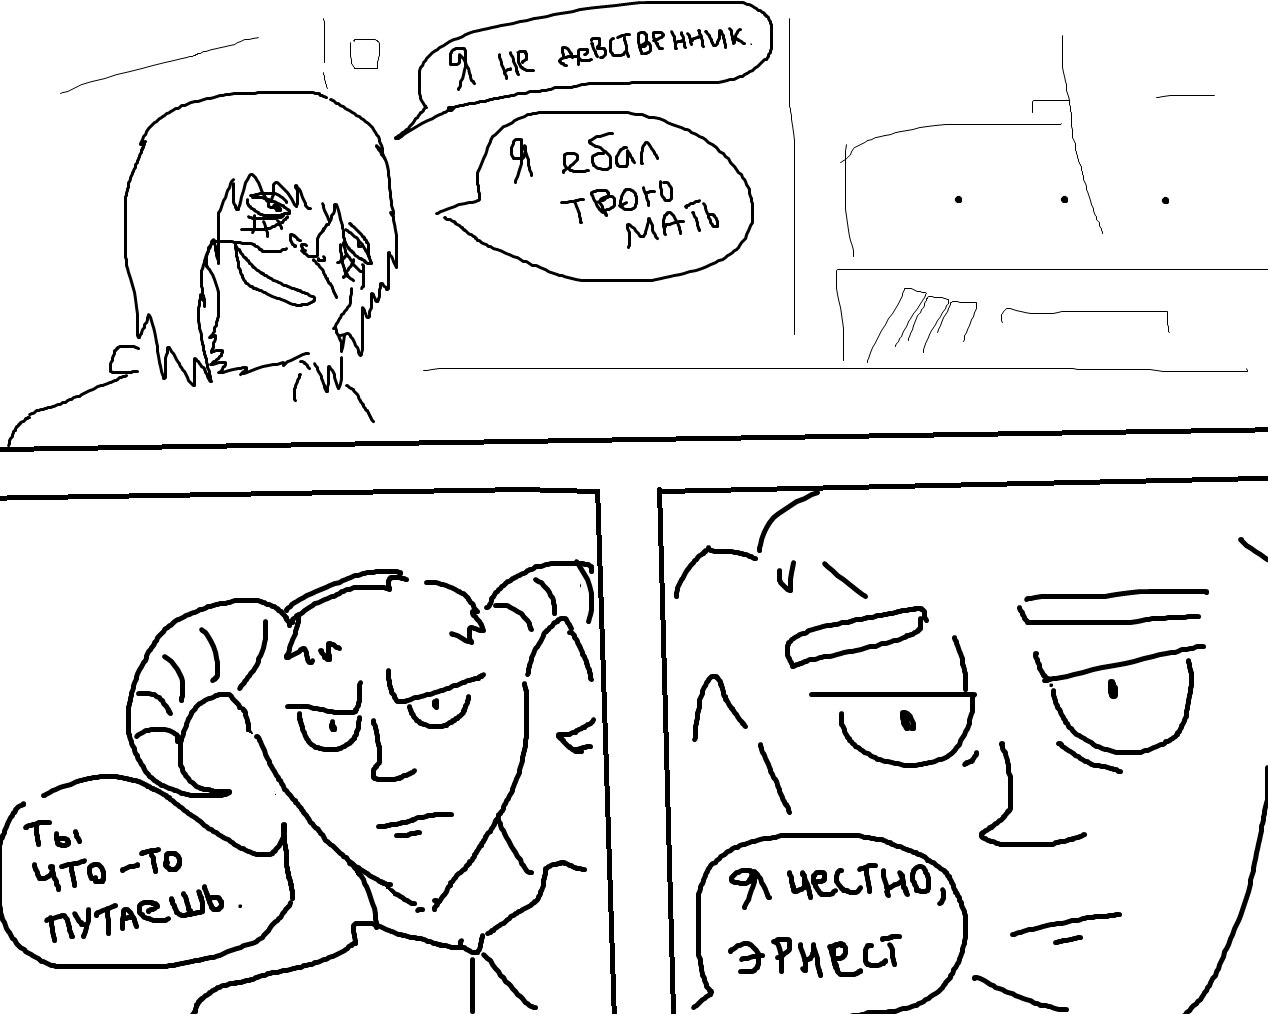 Я НЕ ДЕВСТВЕННИК.
Я ебал
ТВОГО
МАТЬ
ТЫ
ЧТО-ТО
ПУТАЕШЬ.
Я ЧЕСТНО,
ЭРНЕСТ